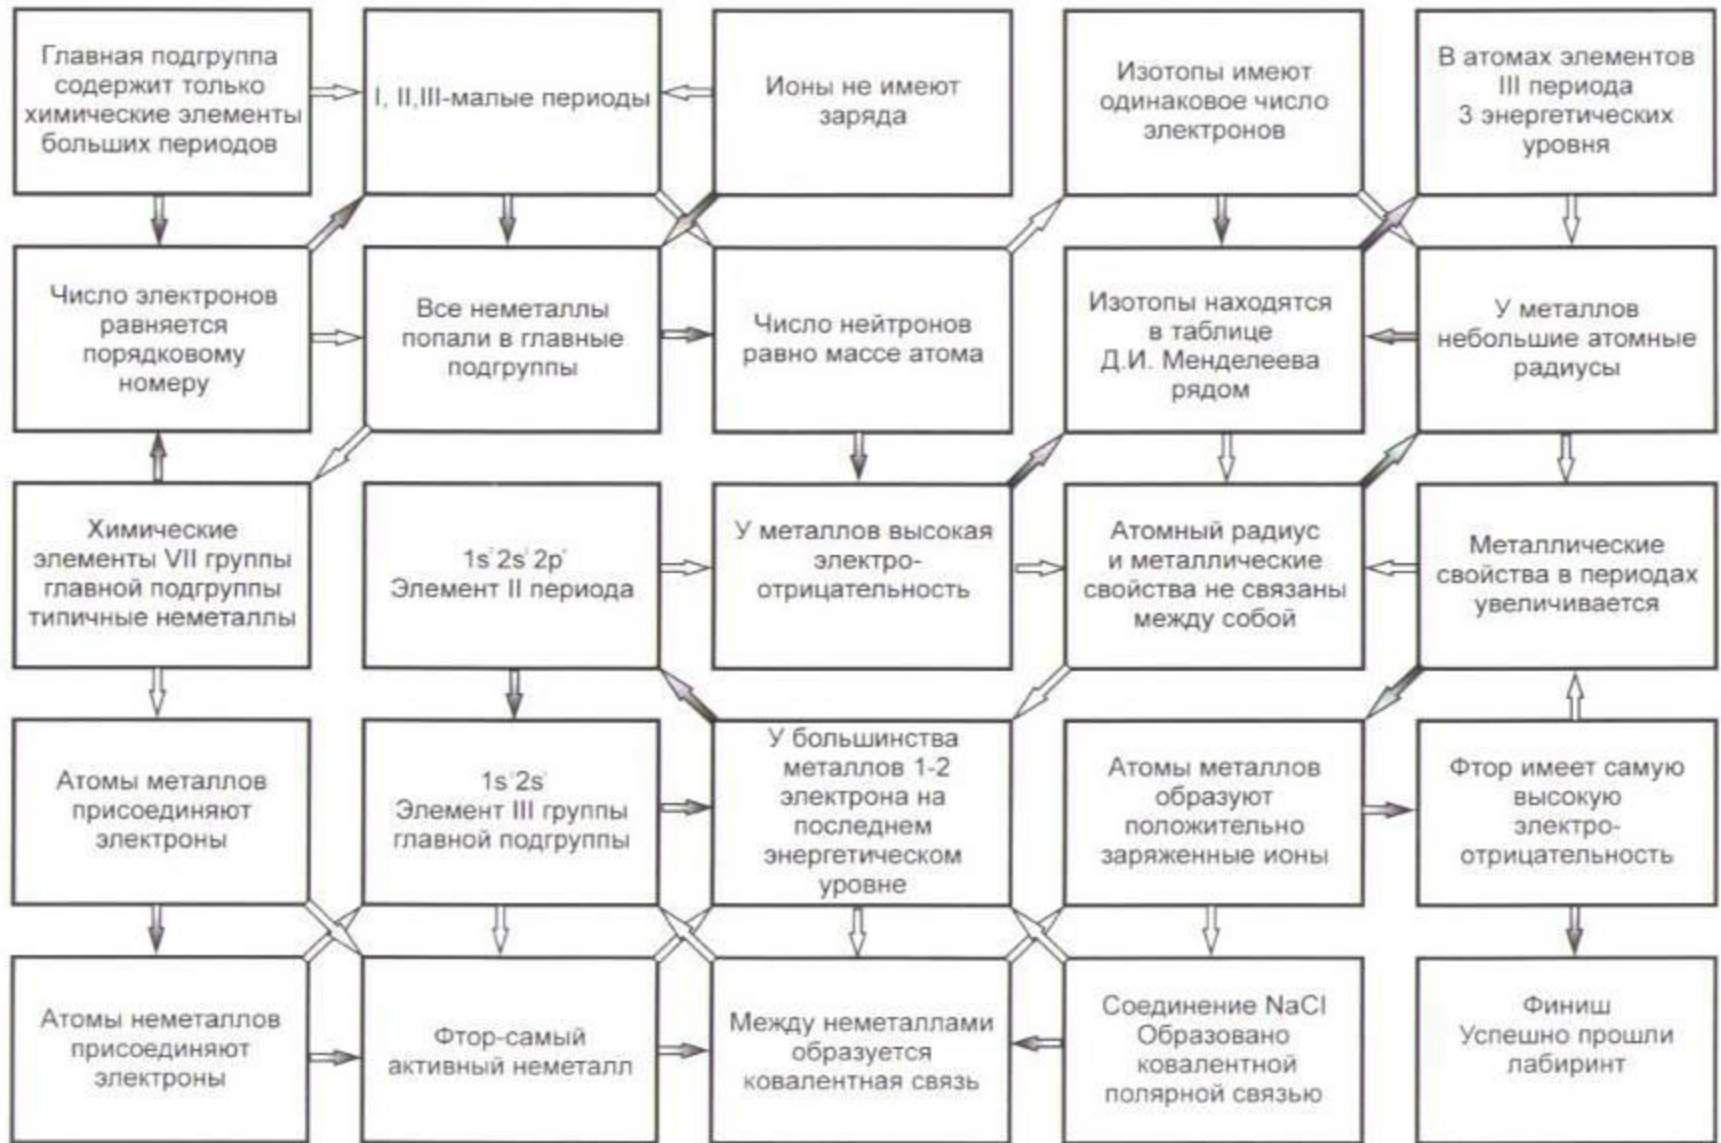 Главная подгруппа
содержит только
химические элементы
больших периодов
I, II,III-малые периоды
Ионы не имеют
заряда
Изотопы имеют
одинаковое число
электронов
В атомах элементов
III периода
3 энергетических
уровня
Число электронов
равняется
порядковому
номеру
Все неметаллы
попали в главные
подгруппы
Число нейтронов
равно массе атома
Изотопы находятся
в таблице
Д.И. Менделеева
рядом
У металлов
небольшие атомные
радиусы
Химические
элементы VII группы
главной подгруппы
типичные неметаллы
1s 2s 2p
Элемент II периода
У металлов высокая
электро-
отрицательность
Атомный радиус
и металлические
свойства не связаны
между собой
Металлические
свойства в периодах
увеличивается
Атомы металлов
присоединяют
электроны
1s 2s
Элемент III группы
главной подгруппы
У большинства
металлов 1-2
электрона на
последнем
энергетическом
уровне
Атомы металлов
образуют
положительно
заряженные ионы
Фтор имеет самую
высокую
электро-
отрицательность
Атомы неметаллов
присоединяют
электроны
Фтор-самый
активный неметалл
Между неметаллами
образуется
ковалентная связь
Соединение NaCl
Образовано
ковалентной
полярной связью
Финиш
Успешно прошли
лабиринт